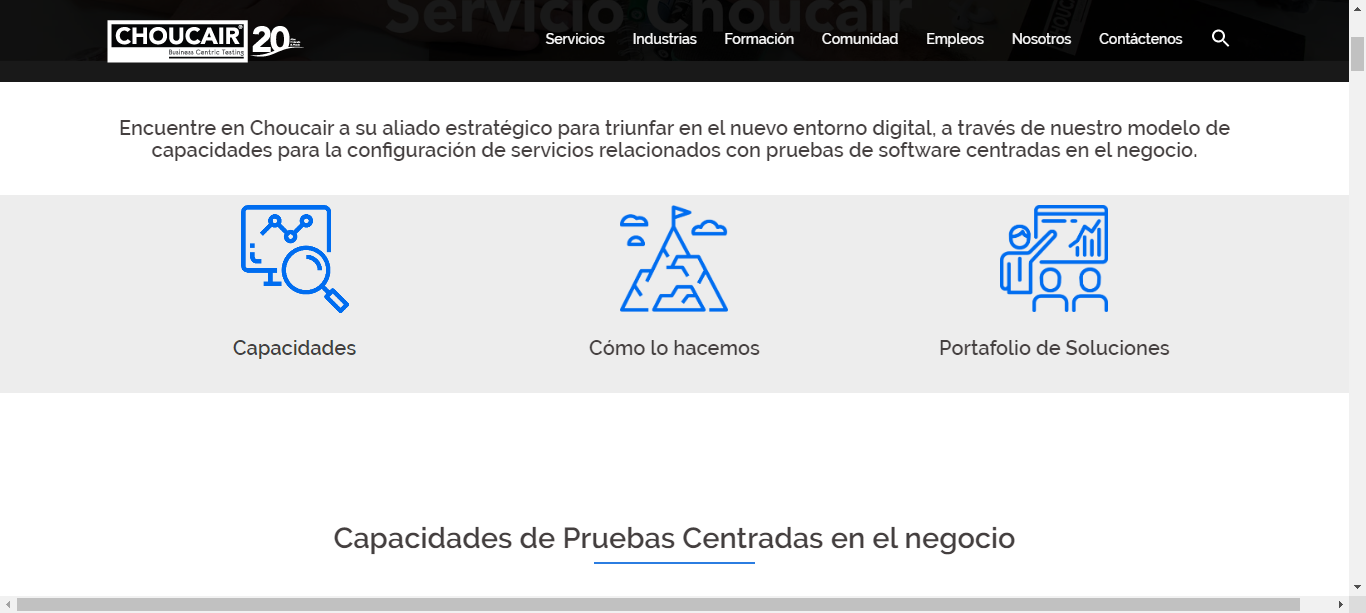 Servicio Choucair
CHOUCAIR®
Business Centric Testing
20
Servicios Industrias Formación Comunidad Empleos Nosotros Contáctenos
Encuentre en Choucair a su aliado estratégico para triunfar en el nuevo entorno digital, a través de nuestro modelo de
capacidades para la configuración de servicios relacionados con pruebas de software centradas en el negocio.
Capacidades
Cómo lo hacemos
Portafolio de Soluciones
Capacidades de Pruebas Centradas en el negocio